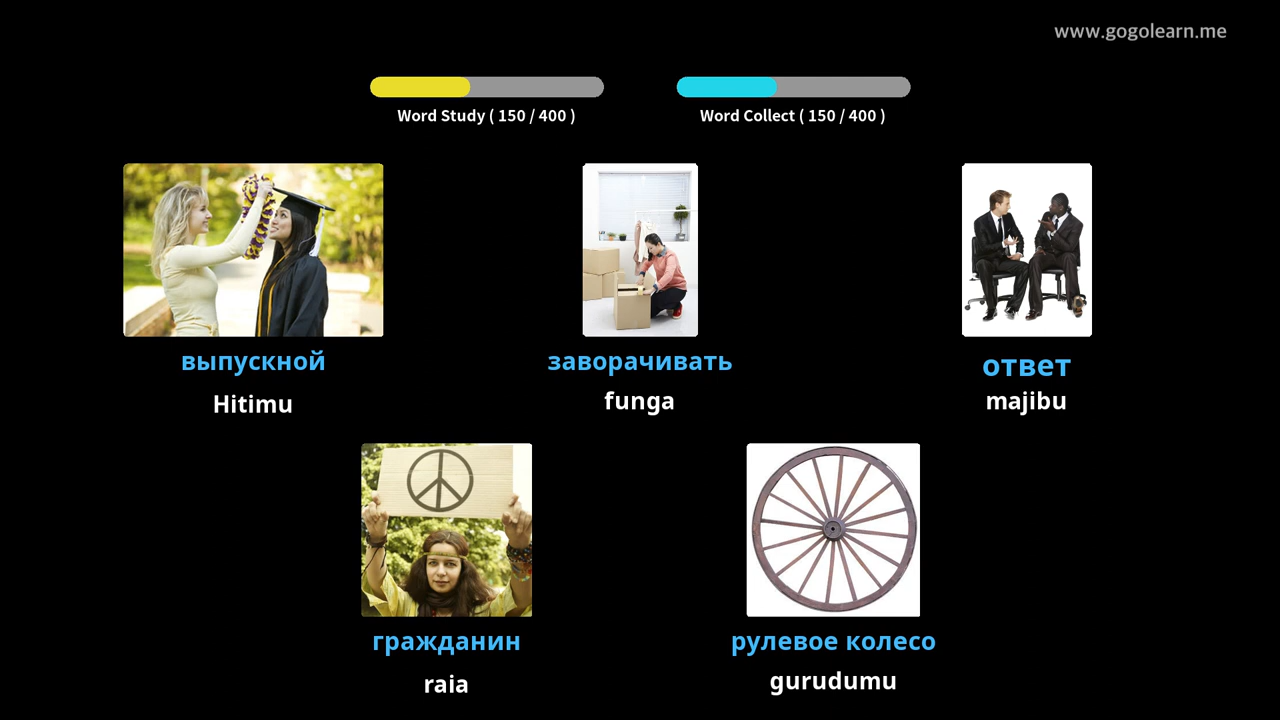 www.gogolearn.me
Word Study ( 150 / 400 )
Word Collect ( 150 / 400 )
выпускной
Hitimu
заворачивать
funga
ответ
majibu
гражданин
raia
рулевое колесо
gurudumu